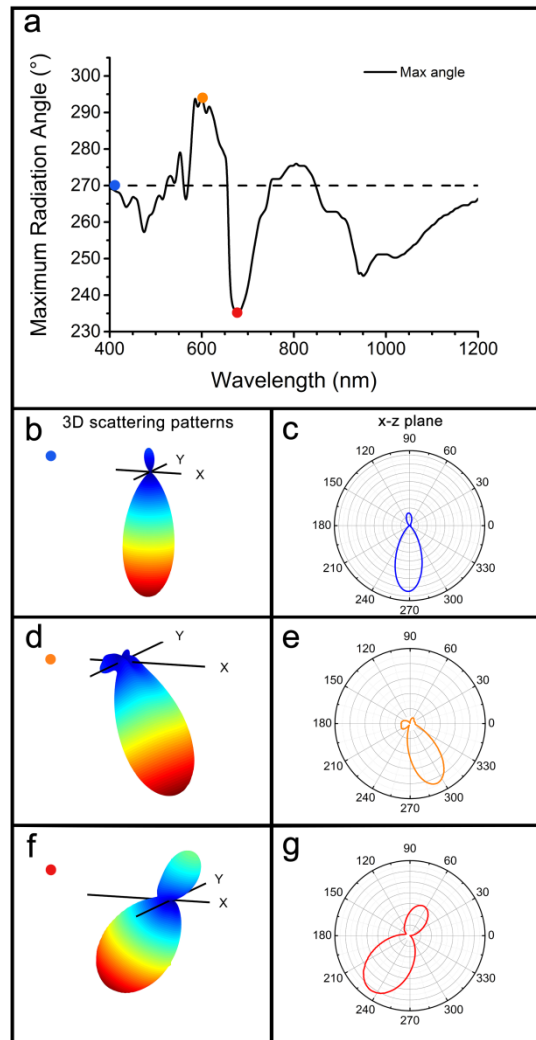 a
Max angle
Maximum Radiation Angle (°)
305
300
290
280
270
260
250
240
230
400 600 800 1000 1200
Wavelength (nm)
b 3D scattering patterns
Y
X
c x-z plane
90
120 60
150 30
180 0
210 330
240 300
270
d
Y
X
e
90
120 60
150 30
180 0
210 330
240 300
270
f
Y
X
g
90
120 60
150 30
180 0
210 330
240 300
270